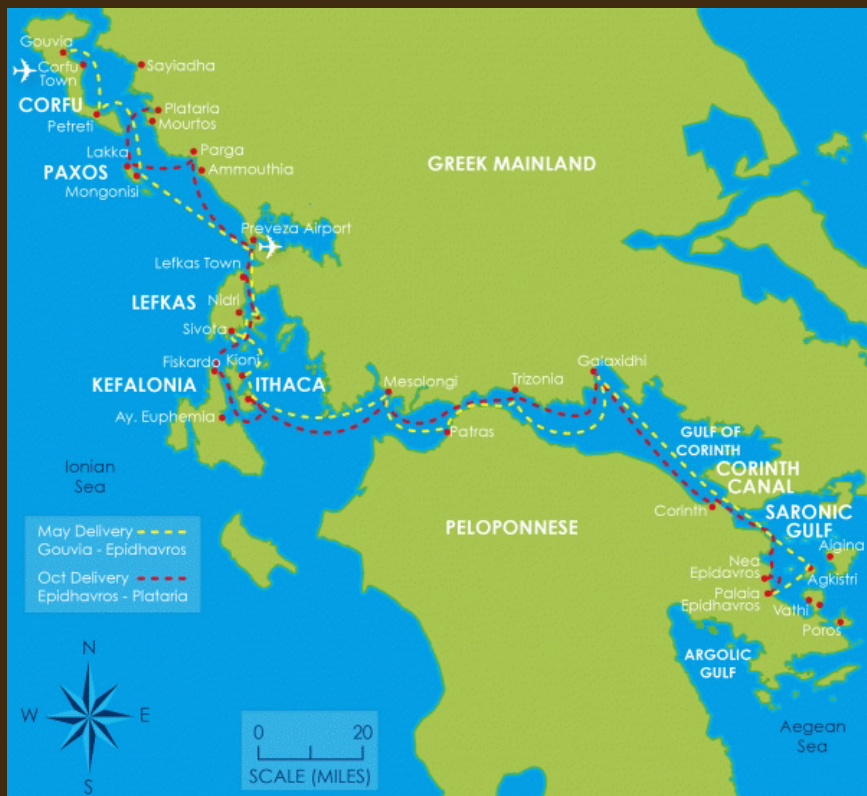 Gouvia
Corfu
Town
Sayiadha
CORFU
Petreti
Plataria
Mourtos
Lakka
Parga
PAXOS
Ammouthia
Mongonisi
GREEK MAINLAND
Preveza Airport
Lefkas Town
LEFKAS
Nidri
Sivota
Fiskardo
Kioni
KEFALONIA
ITHACA
Ay. Euphemia
Mesolongi
Trizonia
Galaxidhi
Patras
GULF OF
CORINTH
CORINTH
CANAL
Corinth
SARONIC
GULF
Ionian
Sea
PELOPONNESE
Aigina
Nea
Epidavros
Agkistri
Palaia
Epidhavros
Vathi
Poros
May Delivery
Gouvia - Epidhavros
Oct Delivery
Epidhavros - Plataria
ARGOLIC
GULF
Aegean
Sea
N
W
E
S
0
20
SCALE (MILES)